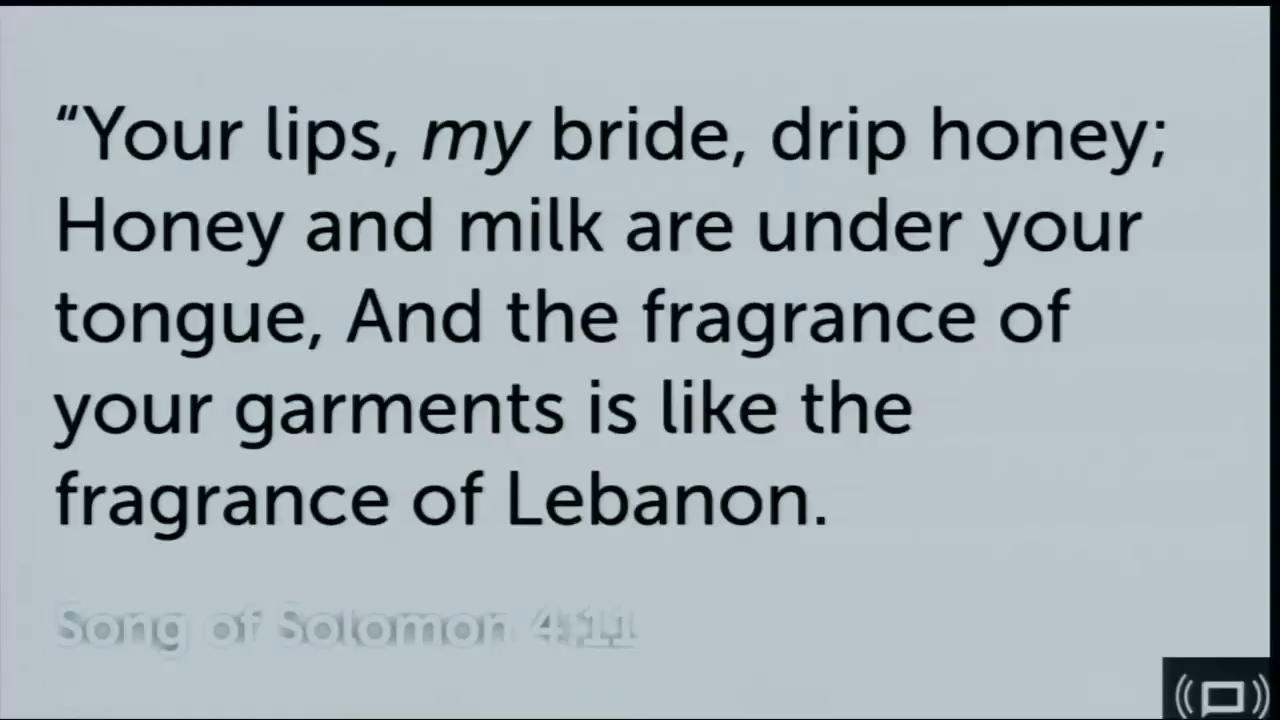 “Your lips, my bride, drip honey;
Honey and milk are under your
tongue, And the fragrance of
your garments is like the
fragrance of Lebanon.
Song of Solomon 4:11